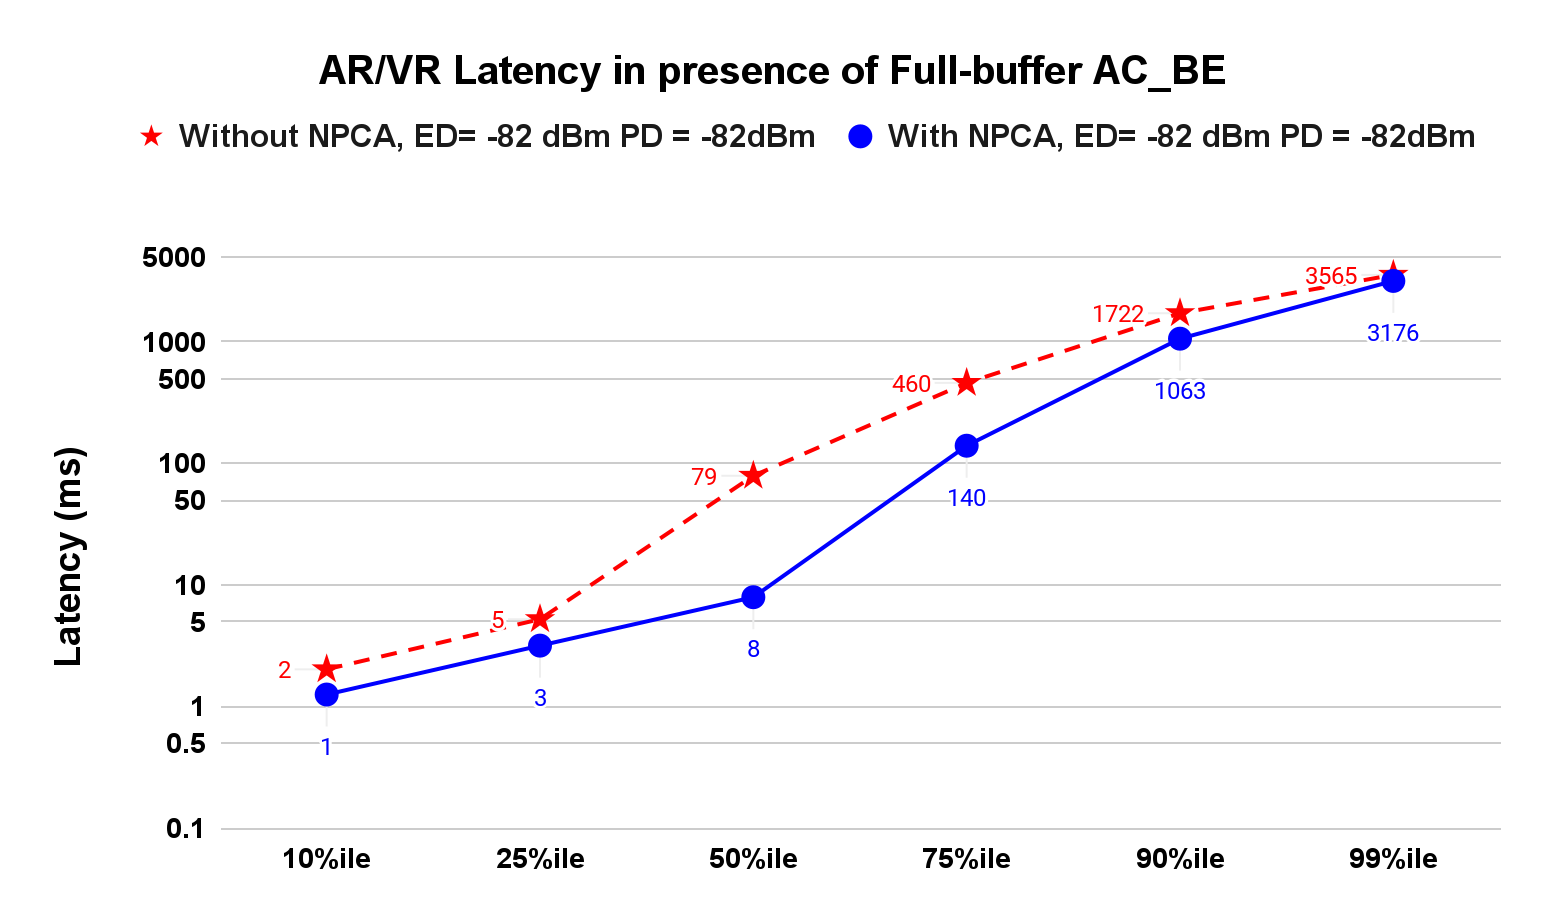 AR/VR Latency in presence of Full-buffer AC_BE
Without NPCA, ED= -82 dBm PD = -82dBm
With NPCA, ED= -82 dBm PD = -82dBm
Latency (ms)
5000
1000
500
100
50
10
5
1
0.5
0.1
2
5
79
460
1722
3565
1
3
8
140
1063
3176
10%ile
25%ile
50%ile
75%ile
90%ile
99%ile